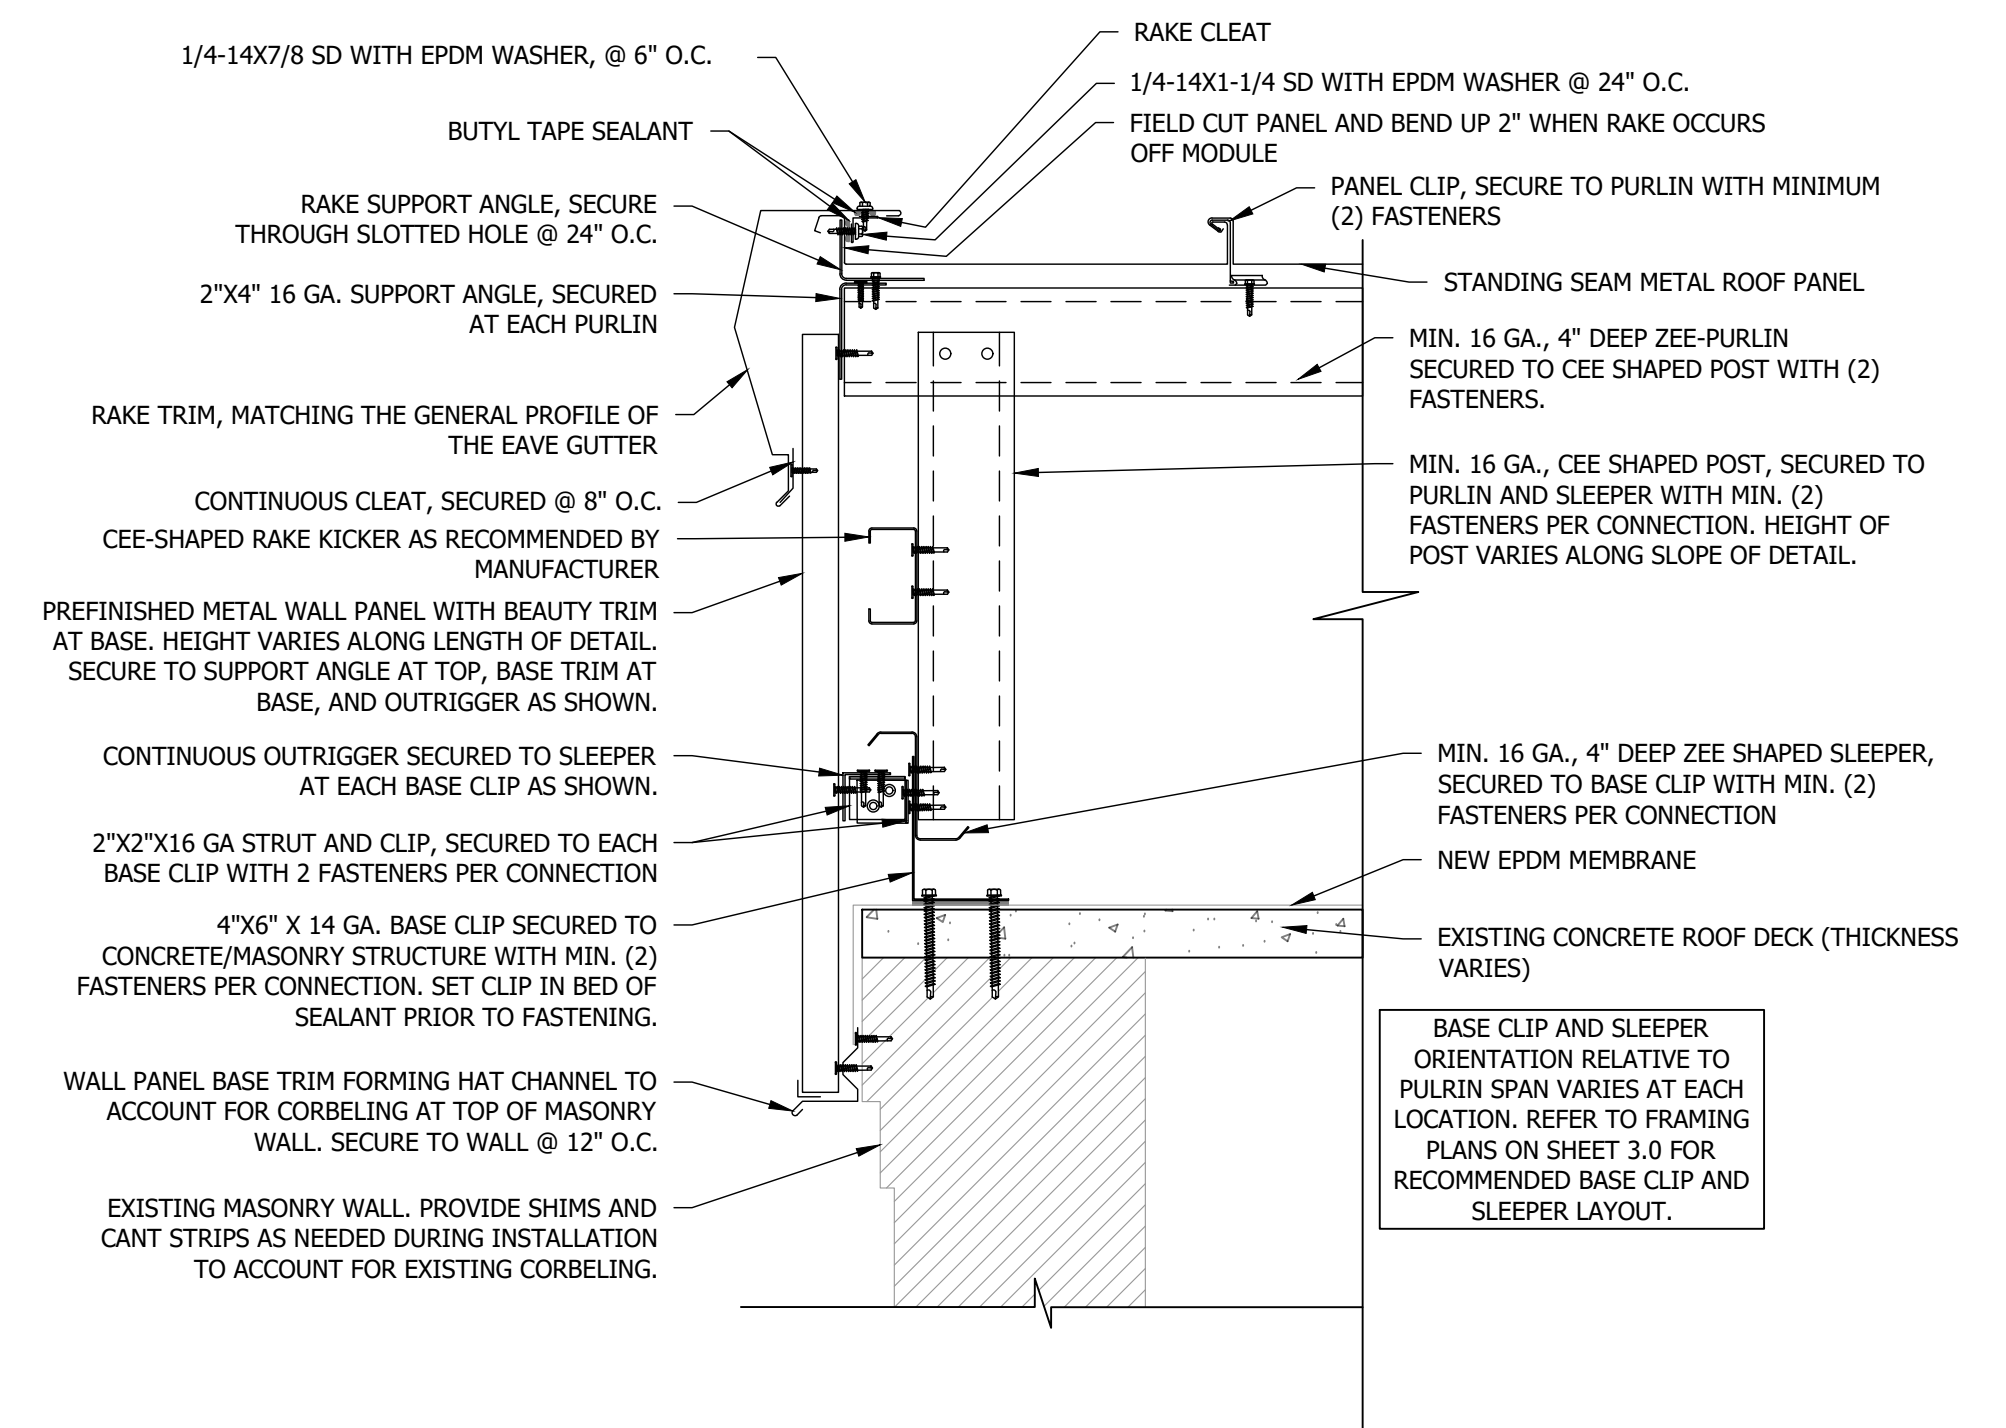 1/4-14X7/8 SD WITH EPDM WASHER, @ 6" O.C.
BUTYL TAPE SEALANT
RAKE SUPPORT ANGLE, SECURE
THROUGH SLOTTED HOLE @ 24" O.C.
2"X4" 16 GA. SUPPORT ANGLE, SECURED
AT EACH PURLIN
RAKE TRIM, MATCHING THE GENERAL PROFILE OF
THE EAVE GUTTER
CONTINUOUS CLEAT, SECURED @ 8" O.C.
CEE-SHAPED RAKE KICKER AS RECOMMENDED BY
MANUFACTURER
PREFINISHED METAL WALL PANEL WITH BEAUTY TRIM
AT BASE. HEIGHT VARIES ALONG LENGTH OF DETAIL.
SECURE TO SUPPORT ANGLE AT TOP, BASE TRIM AT
BASE, AND OUTRIGGER AS SHOWN.
CONTINUOUS OUTRIGGER SECURED TO SLEEPER
AT EACH BASE CLIP AS SHOWN.
2"X2"X16 GA STRUT AND CLIP, SECURED TO EACH
BASE CLIP WITH 2 FASTENERS PER CONNECTION
4"X6" X 14 GA. BASE CLIP SECURED TO
CONCRETE/MASONRY STRUCTURE WITH MIN. (2)
FASTENERS PER CONNECTION. SET CLIP IN BED OF
SEALANT PRIOR TO FASTENING.
WALL PANEL BASE TRIM FORMING HAT CHANNEL TO
ACCOUNT FOR CORBELING AT TOP OF MASONRY
WALL. SECURE TO WALL @ 12" O.C.
EXISTING MASONRY WALL. PROVIDE SHIMS AND
CANT STRIPS AS NEEDED DURING INSTALLATION
TO ACCOUNT FOR EXISTING CORBELING.
RAKE CLEAT
1/4-14X1-1/4 SD WITH EPDM WASHER @ 24" O.C.
FIELD CUT PANEL AND BEND UP 2" WHEN RAKE OCCURS
OFF MODULE
PANEL CLIP, SECURE TO PURLIN WITH MINIMUM
(2) FASTENERS
STANDING SEAM METAL ROOF PANEL
MIN. 16 GA., 4" DEEP ZEE-PURLIN
SECURED TO CEE SHAPED POST WITH (2)
FASTENERS.
MIN. 16 GA., CEE SHAPED POST, SECURED TO
PURLIN AND SLEEPER WITH MIN. (2)
FASTENERS PER CONNECTION. HEIGHT OF
POST VARIES ALONG SLOPE OF DETAIL.
MIN. 16 GA., 4" DEEP ZEE SHAPED SLEEPER,
SECURED TO BASE CLIP WITH MIN. (2)
FASTENERS PER CONNECTION
NEW EPDM MEMBRANE
EXISTING CONCRETE ROOF DECK (THICKNESS
VARIES)
BASE CLIP AND SLEEPER
ORIENTATION RELATIVE TO
PULRIN SPAN VARIES AT EACH
LOCATION. REFER TO FRAMING
PLANS ON SHEET 3.0 FOR
RECOMMENDED BASE CLIP AND
SLEEPER LAYOUT.